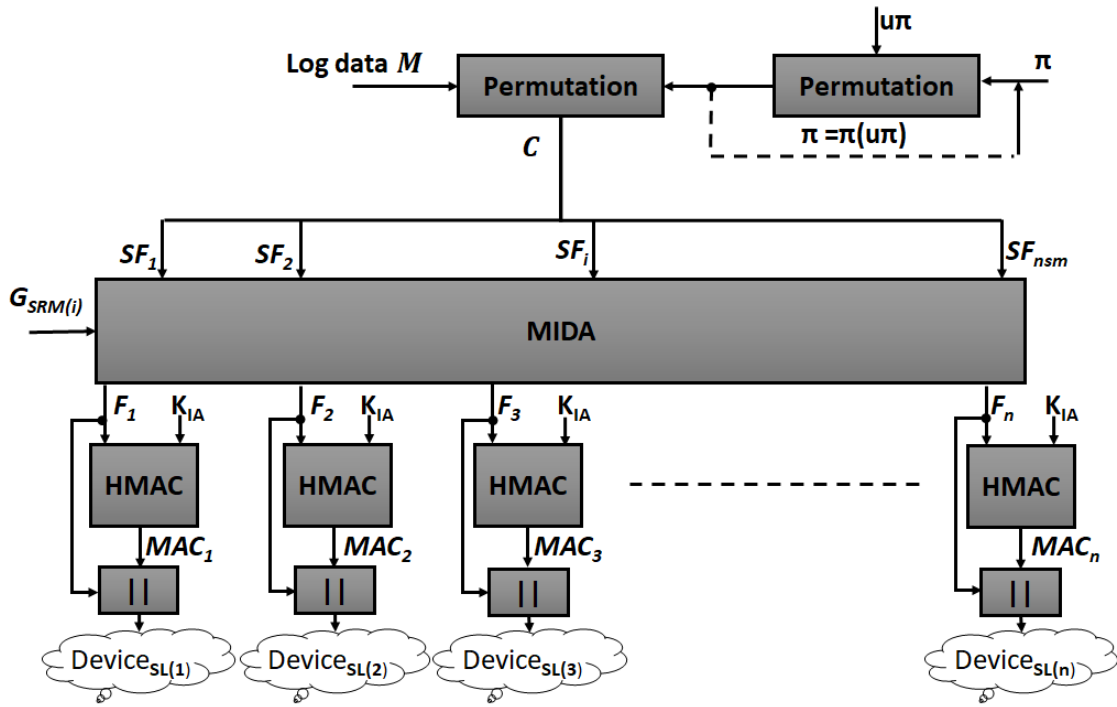 uπ
Log data M
Permutation
Permutation
π
π =π(uπ)
C
SF1 SF2 SFi SFnsm
GSRM(i)
MIDA
F1 KIA F2 KIA F3 KIA Fn KIA
HMAC HMAC HMAC HMAC
MAC1 MAC2 MAC3 MACn
|| || || ||
DeviceSL(1) DeviceSL(2) DeviceSL(3) DeviceSL(n)